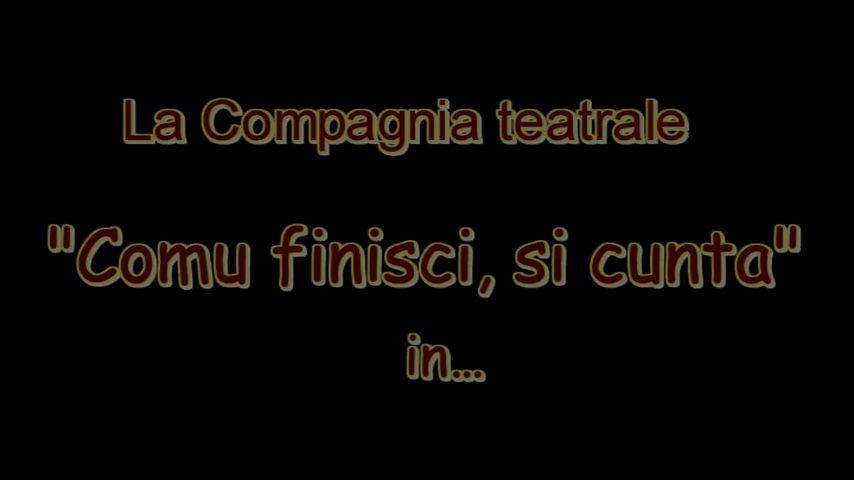 La Compagnia teatrale
"Comu finisci, si cunta"
in...